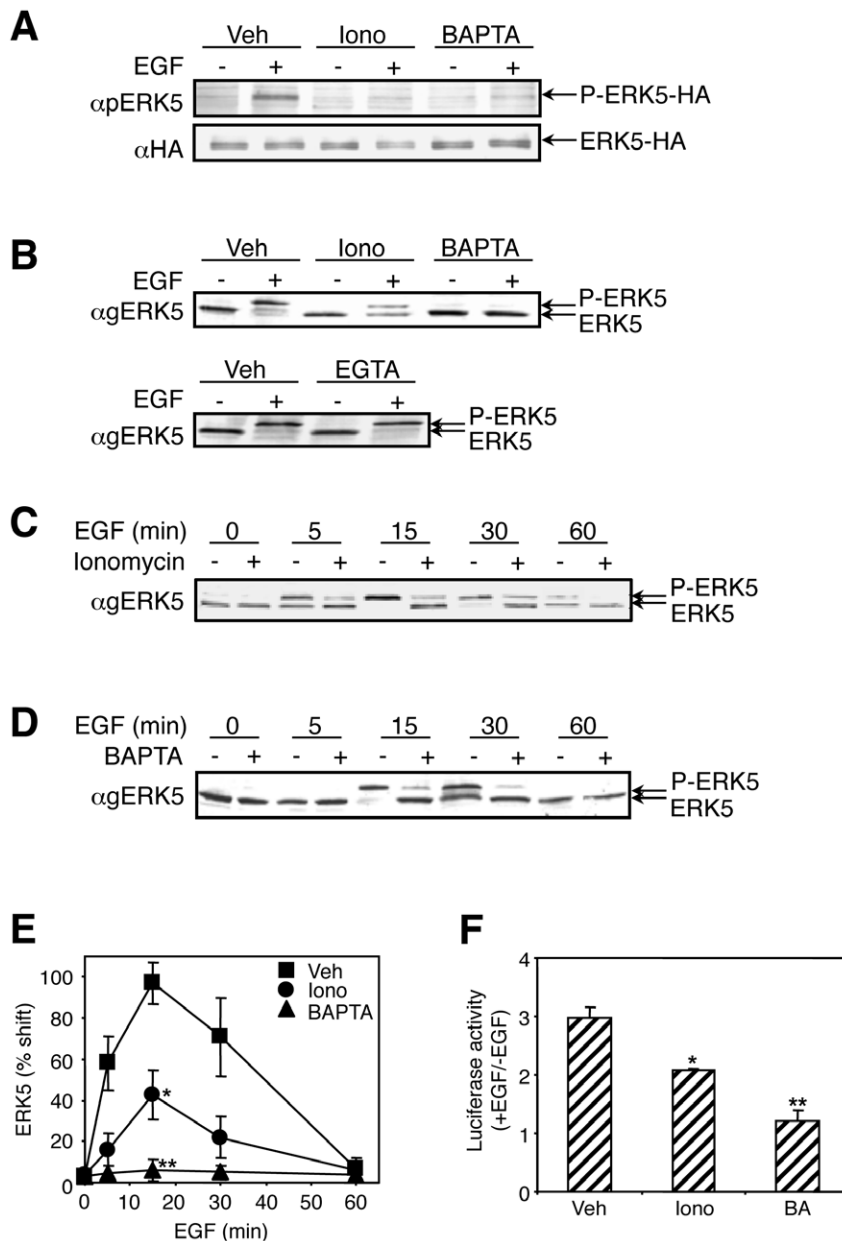 A
Veh Iono BAPTA
EGF - + - + - +
αpERK5 P-ERK5-HA
αHA ERK5-HA
B
Veh Iono BAPTA
EGF - + - + - +
αgERK5 P-ERK5
ERK5
Veh EGTA
EGF - + - +
αgERK5 P-ERK5
ERK5
C
EGF (min) 0 5 15 30 60
Ionomycin - + - + - + - + - +
αgERK5 P-ERK5
ERK5
D
EGF (min) 0 5 15 30 60
BAPTA - + - + - + - + - +
αgERK5 P-ERK5
ERK5
E
ERK5 (% shift)
100
80
60
40
20
0
Veh
Iono
BAPTA
*
**
0 10 20 30 40 50 60
EGF (min)
F
Luciferase activity
(+EGF/-EGF)
4
3
2
1
0
*
**
Veh Iono BA